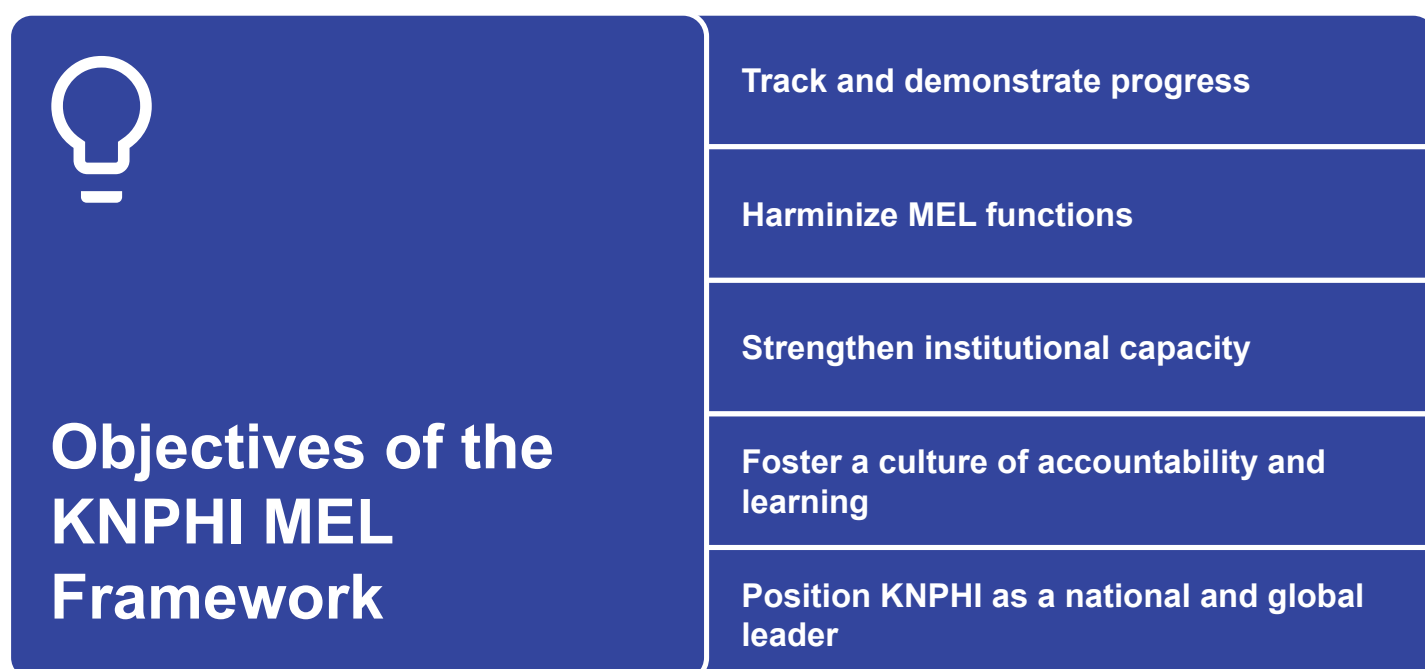 Objectives of the
KNPHI MEL
Framework
Track and demonstrate progress
Harminize MEL functions
Strengthen institutional capacity
Foster a culture of accountability and
learning
Position KNPHI as a national and global
leader